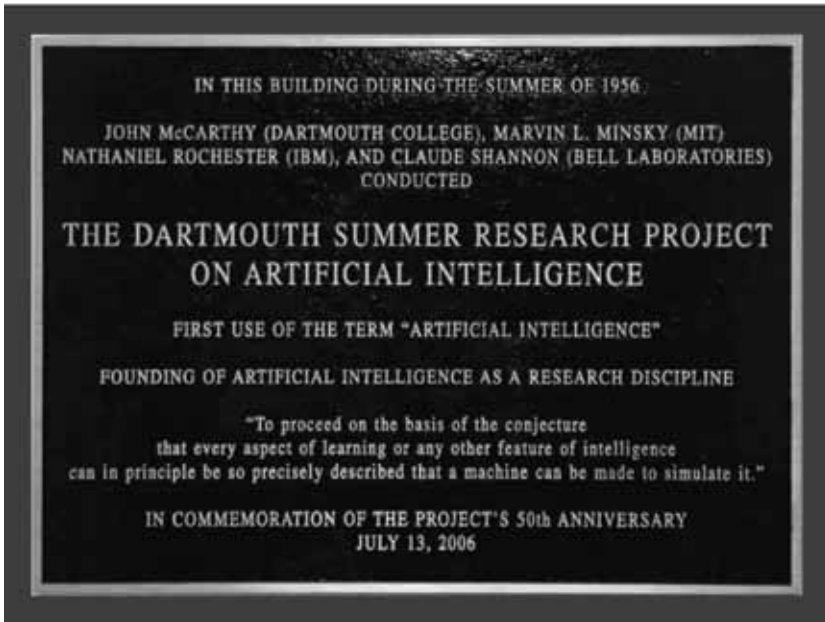 IN THIS BUILDING DURING THE SUMMER OF 1956
JOHN McCARTHY (DARTMOUTH COLLEGE), MARVIN L. MINSKY (MIT)
NATHANIEL ROCHESTER (IBM), AND CLAUDE SHANNON (BELL LABORATORIES)
CONDUCTED
THE DARTMOUTH SUMMER RESEARCH PROJECT
ON ARTIFICIAL INTELLIGENCE
FIRST USE OF THE TERM “ARTIFICIAL INTELLIGENCE”
FOUNDING OF ARTIFICIAL INTELLIGENCE AS A RESEARCH DISCIPLINE
“To proceed on the basis of the conjecture
that every aspect of learning or any other feature of intelligence
can in principle be so precisely described that a machine can be made to simulate it.”
IN COMMEMORATION OF THE PROJECT’S 50th ANNIVERSARY
JULY 13, 2006